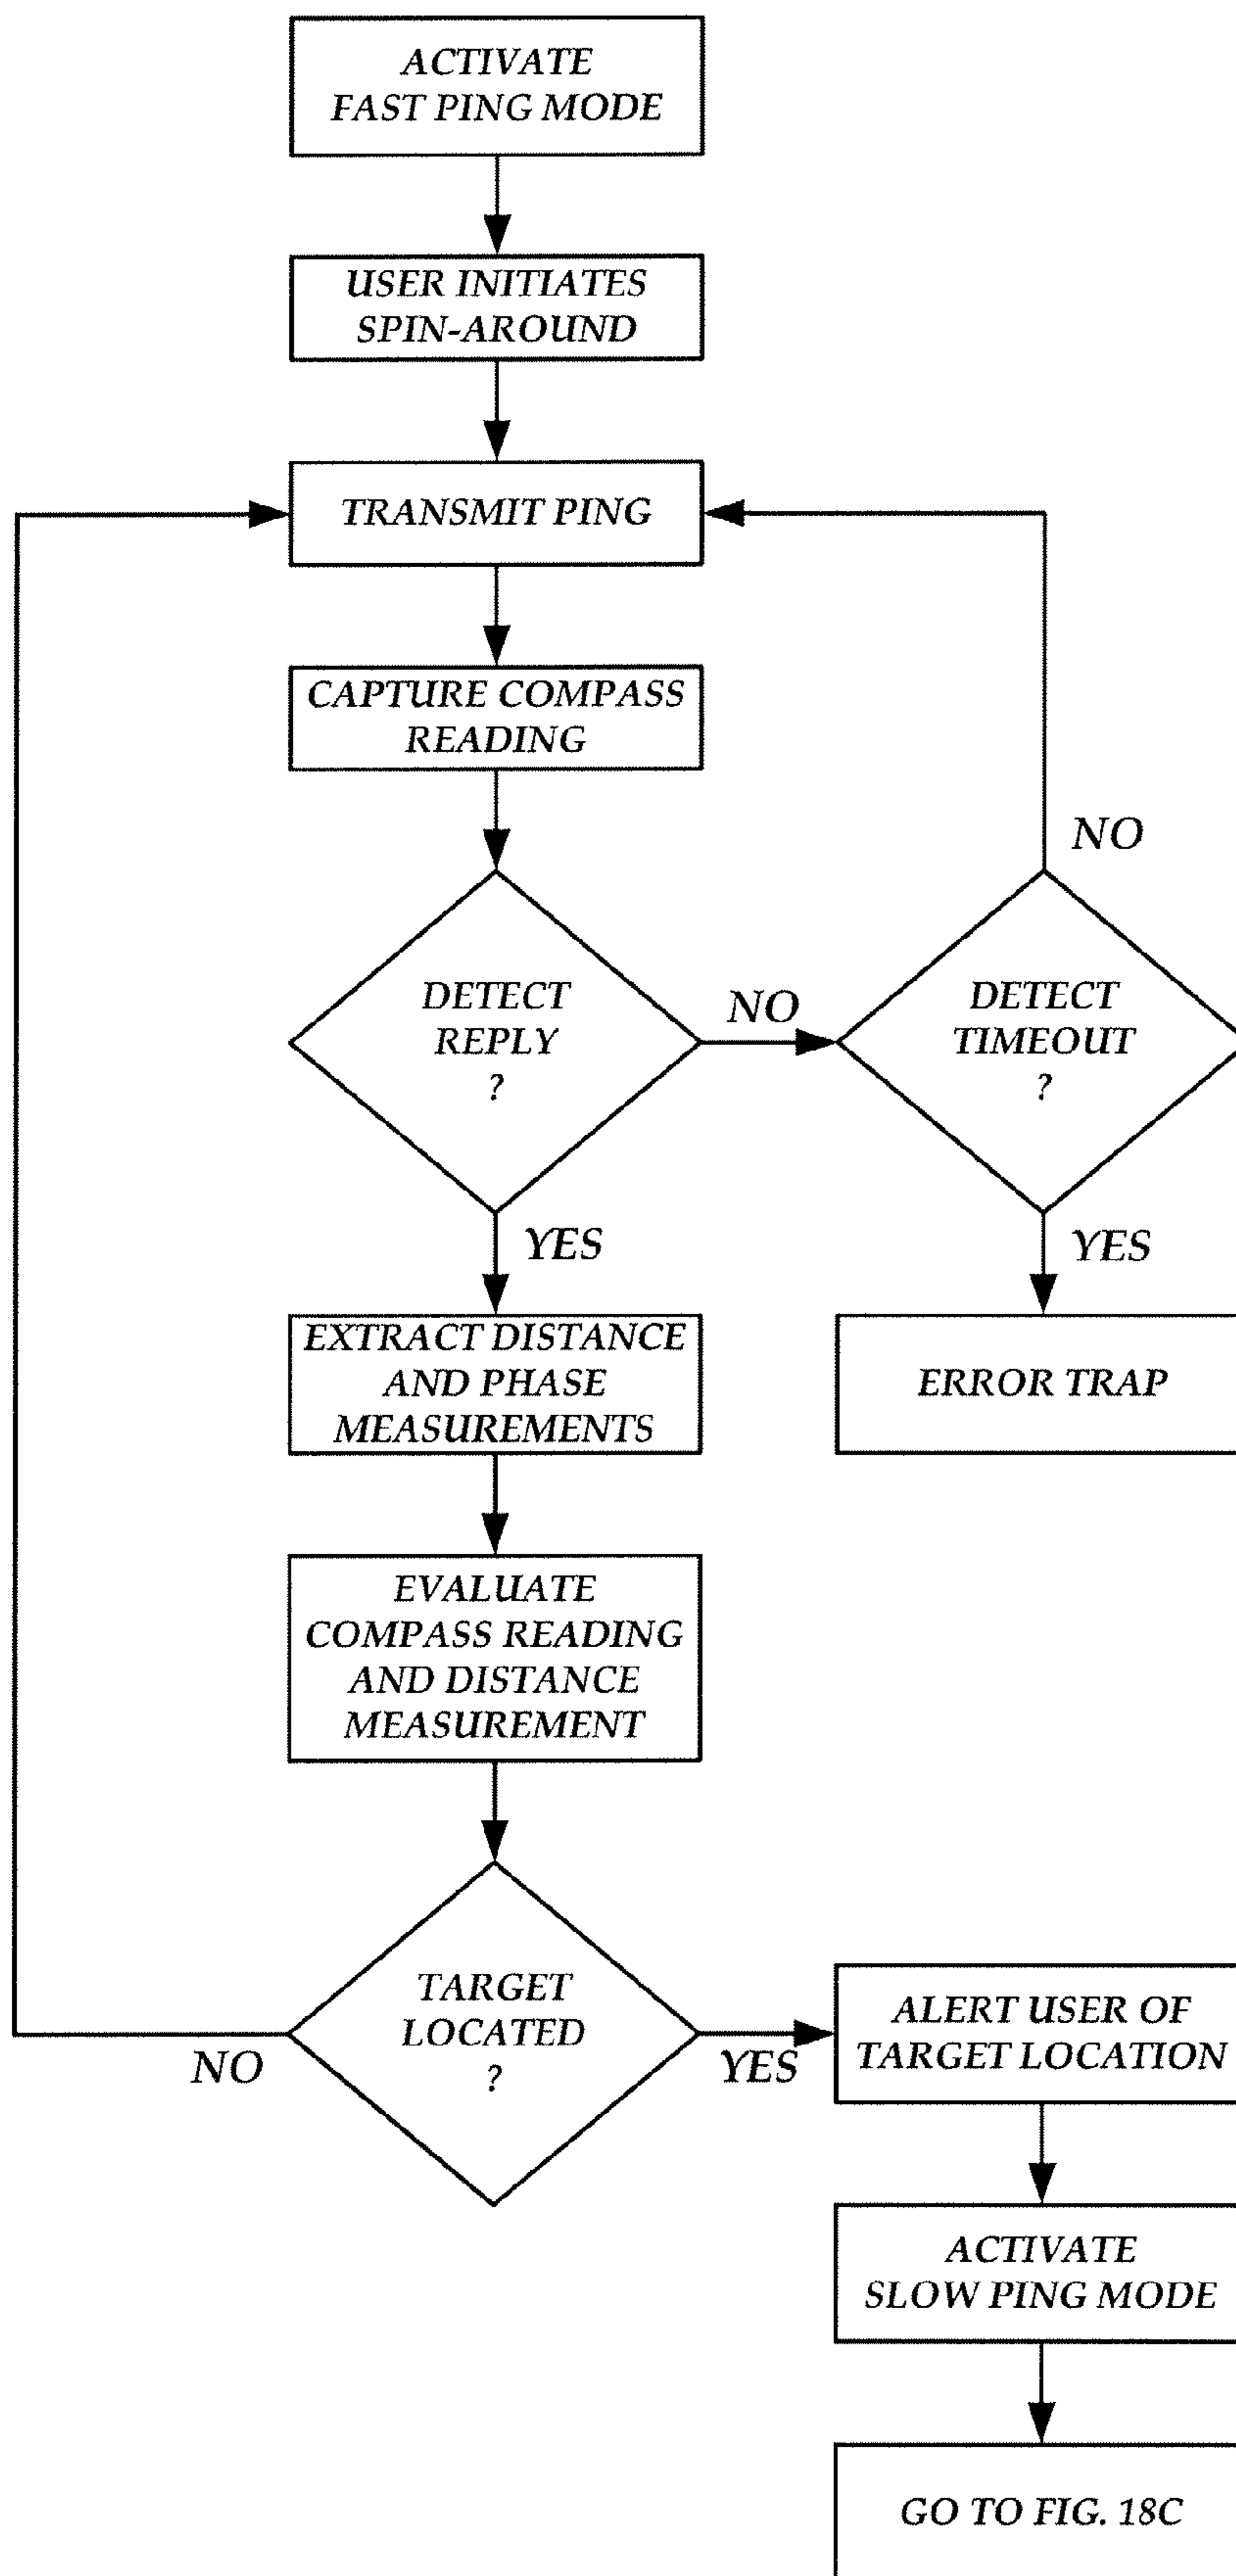 ACTIVATE
FAST PING MODE
USER INITIATES
SPIN-AROUND
TRANSMIT PING
CAPTURE COMPASS
READING
NO
DETECT
REPLY
?
NO
DETECT
TIMEOUT
?
YES
YES
EXTRACT DISTANCE
AND PHASE
MEASUREMENTS
ERROR TRAP
EVALUATE
COMPASS READING
AND DISTANCE
MEASUREMENT
TARGET
LOCATED
?
NO
YES
ALERT USER OF
TARGET LOCATION
ACTIVATE
SLOW PING MODE
GO TO FIG. 18C